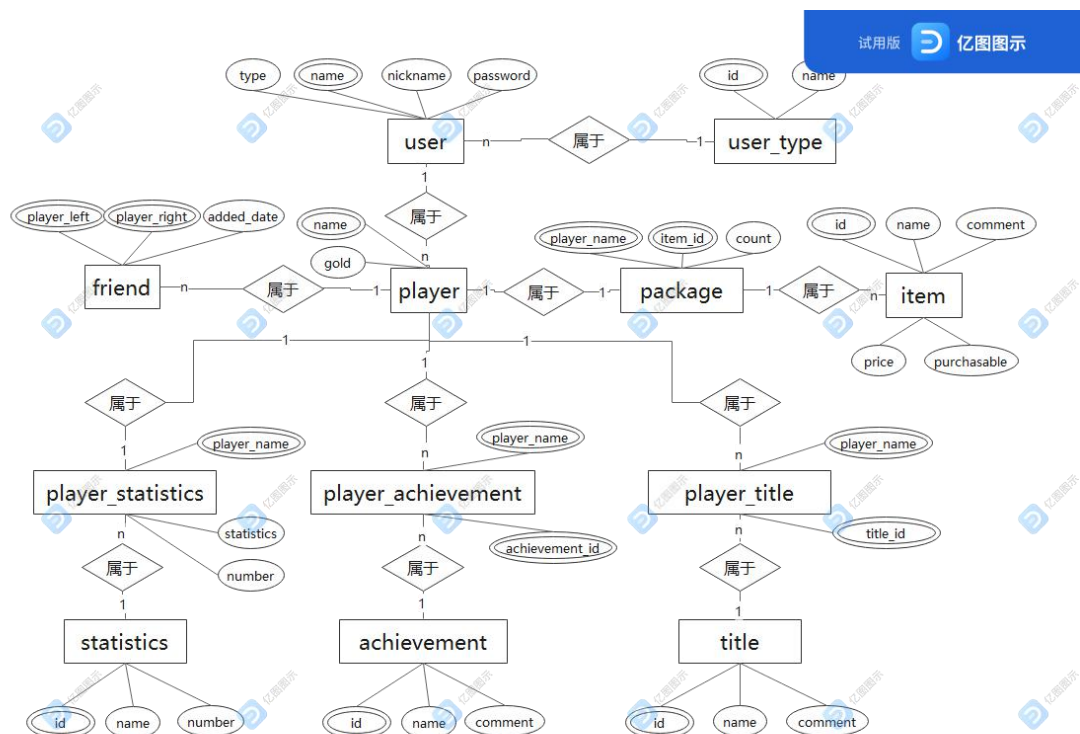 试用版 亿图图示
type name nickname password id name
user n 属于 1 user_type
1
属于
player_left player_right added_date name player_name item_id count id name comment
gold n
friend n 属于 1 player 1 属于 1 package 1 属于 n item
1 1
price purchasable
1
属于 属于 属于
player_name player_name player_name
1 n n
player_statistics player_achievement player_title
statistics achievement_id title_id
n n n
属于 属于 属于
number
1 1 1
statistics achievement title
id name number id name comment id name comment
亿图图示